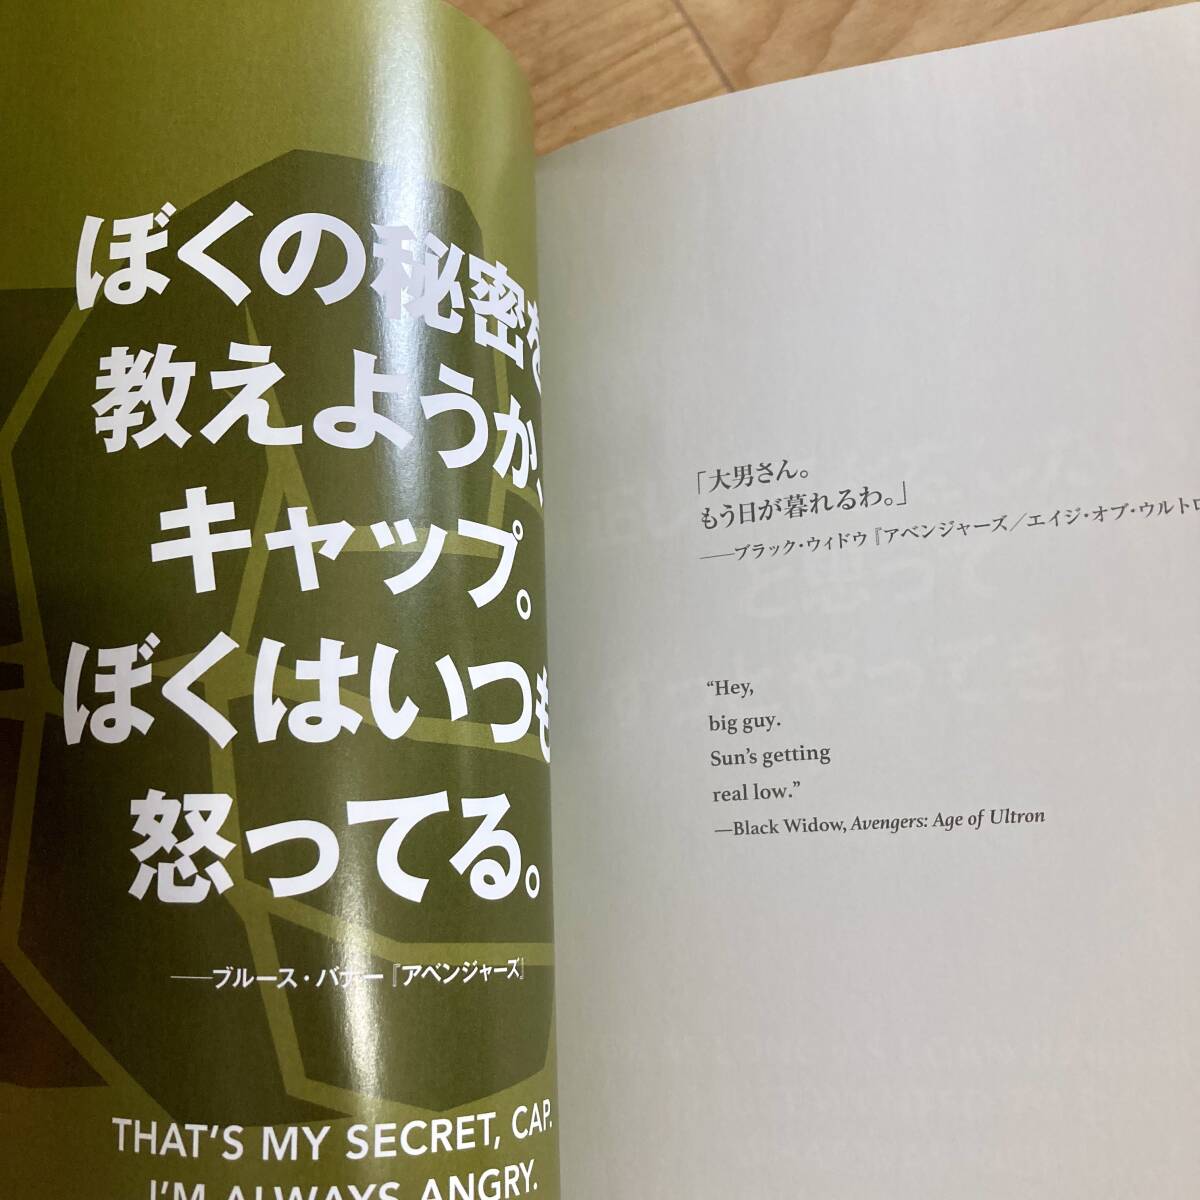 ぼくの秘密を
教えようか、
キャップ。
ぼくはいつも
怒ってる。
──ブルース・バナー『アベンジャーズ』
THAT'S MY SECRET, CAP.
I'M ALWAYS ANGRY.
「大男さん。
もう日が暮れるわ。」
──ブラック・ウィドウ『アベンジャーズ／エイジ・オブ・ウルトロ
“Hey,
big guy.
Sun's getting
real low.”
—Black Widow, Avengers: Age of Ultron